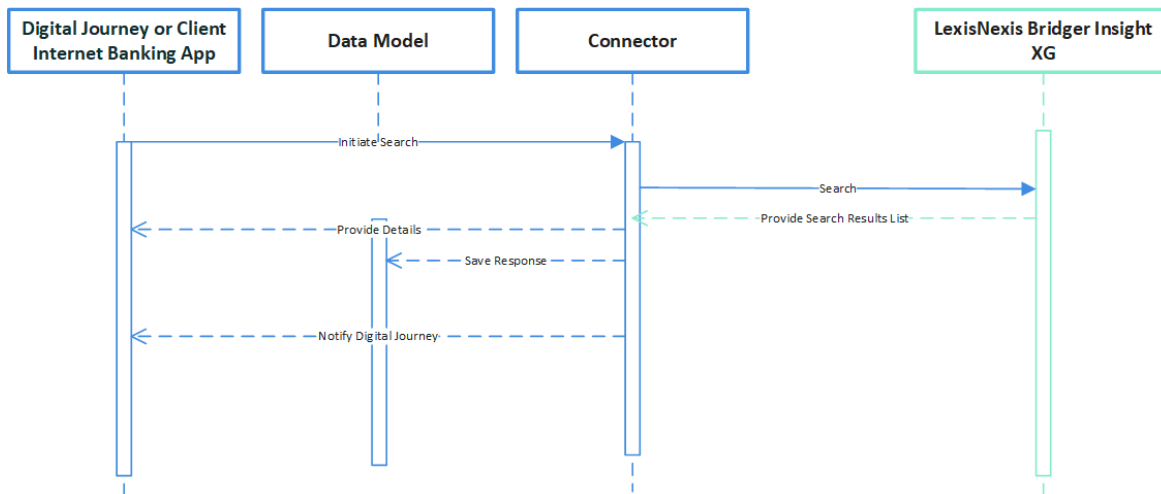 Digital Journey or Client
Internet Banking App
Data Model
Connector
LexisNexis Bridger Insight
XG
Initiate Search
Search
Provide Search Results List
Provide Details
Save Response
Notify Digital Journey